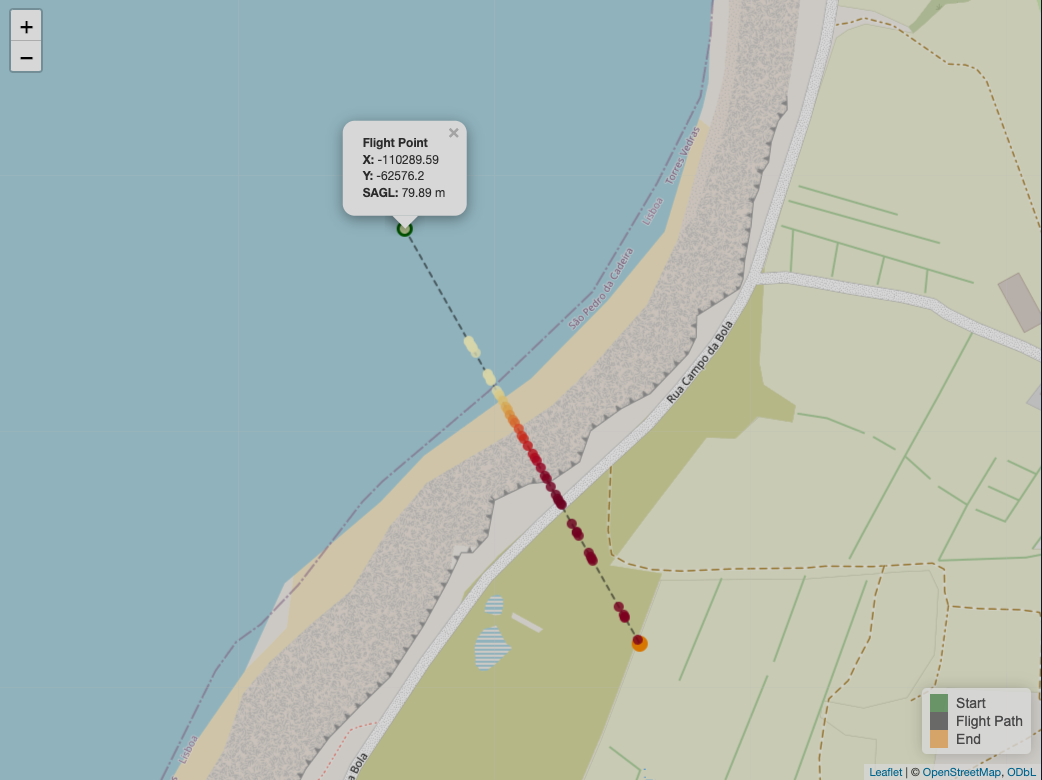 +
−
Flight Point
×
X: -110289.59
Y: -62576.2
SAGL: 79.89 m
Torres Vedras
Lisboa
São Pedro da Cadeira
Rua Campo da Bola
Lisboa
a Bola
Start
Flight Path
End
Leaflet | © OpenStreetMap, ODbL